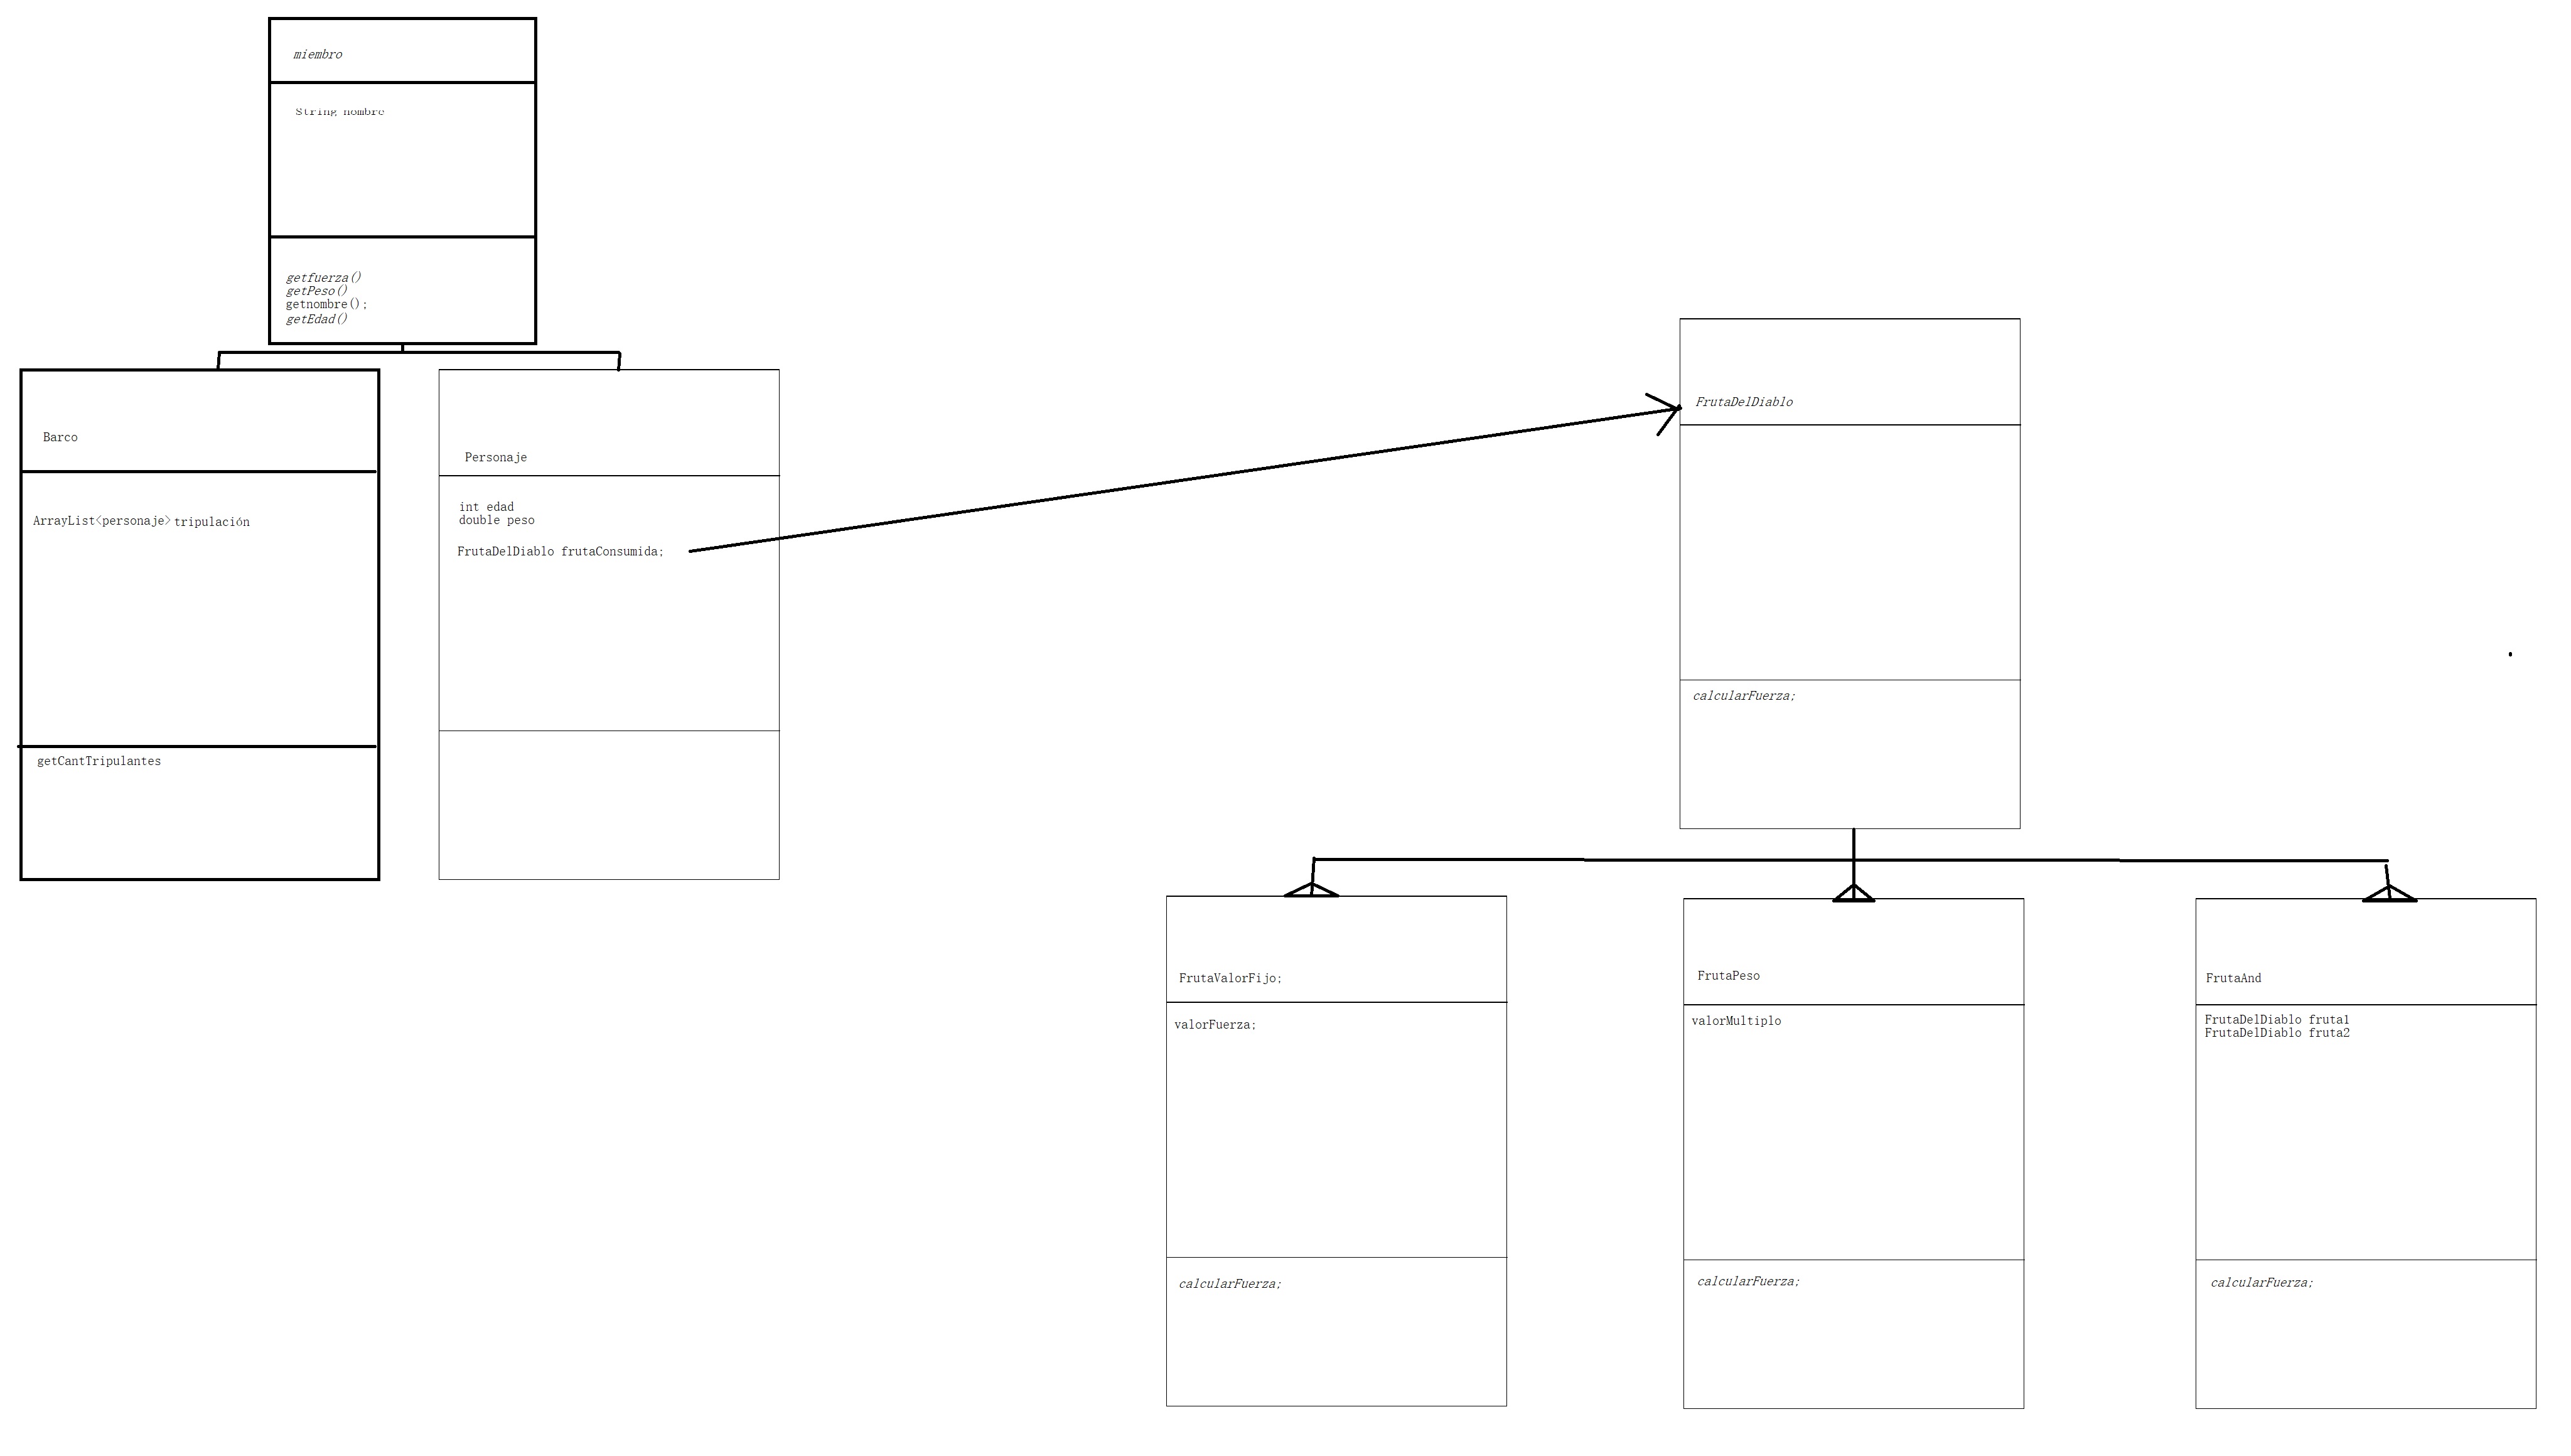 miembro
String nombre
getfuerza()
getPeso()
getnombre();
getEdad()
Barco
ArrayList<personaje> tripulación
getCantTripulantes
Personaje
int edad
double peso
FrutaDelDiablo frutaConsumida;
FrutaDelDiablo
calcularFuerza;
FrutaValorFijo;
valorFuerza;
calcularFuerza;
FrutaPeso
valorMultiplo
calcularFuerza;
FrutaAnd
FrutaDelDiablo fruta1
FrutaDelDiablo fruta2
calcularFuerza;